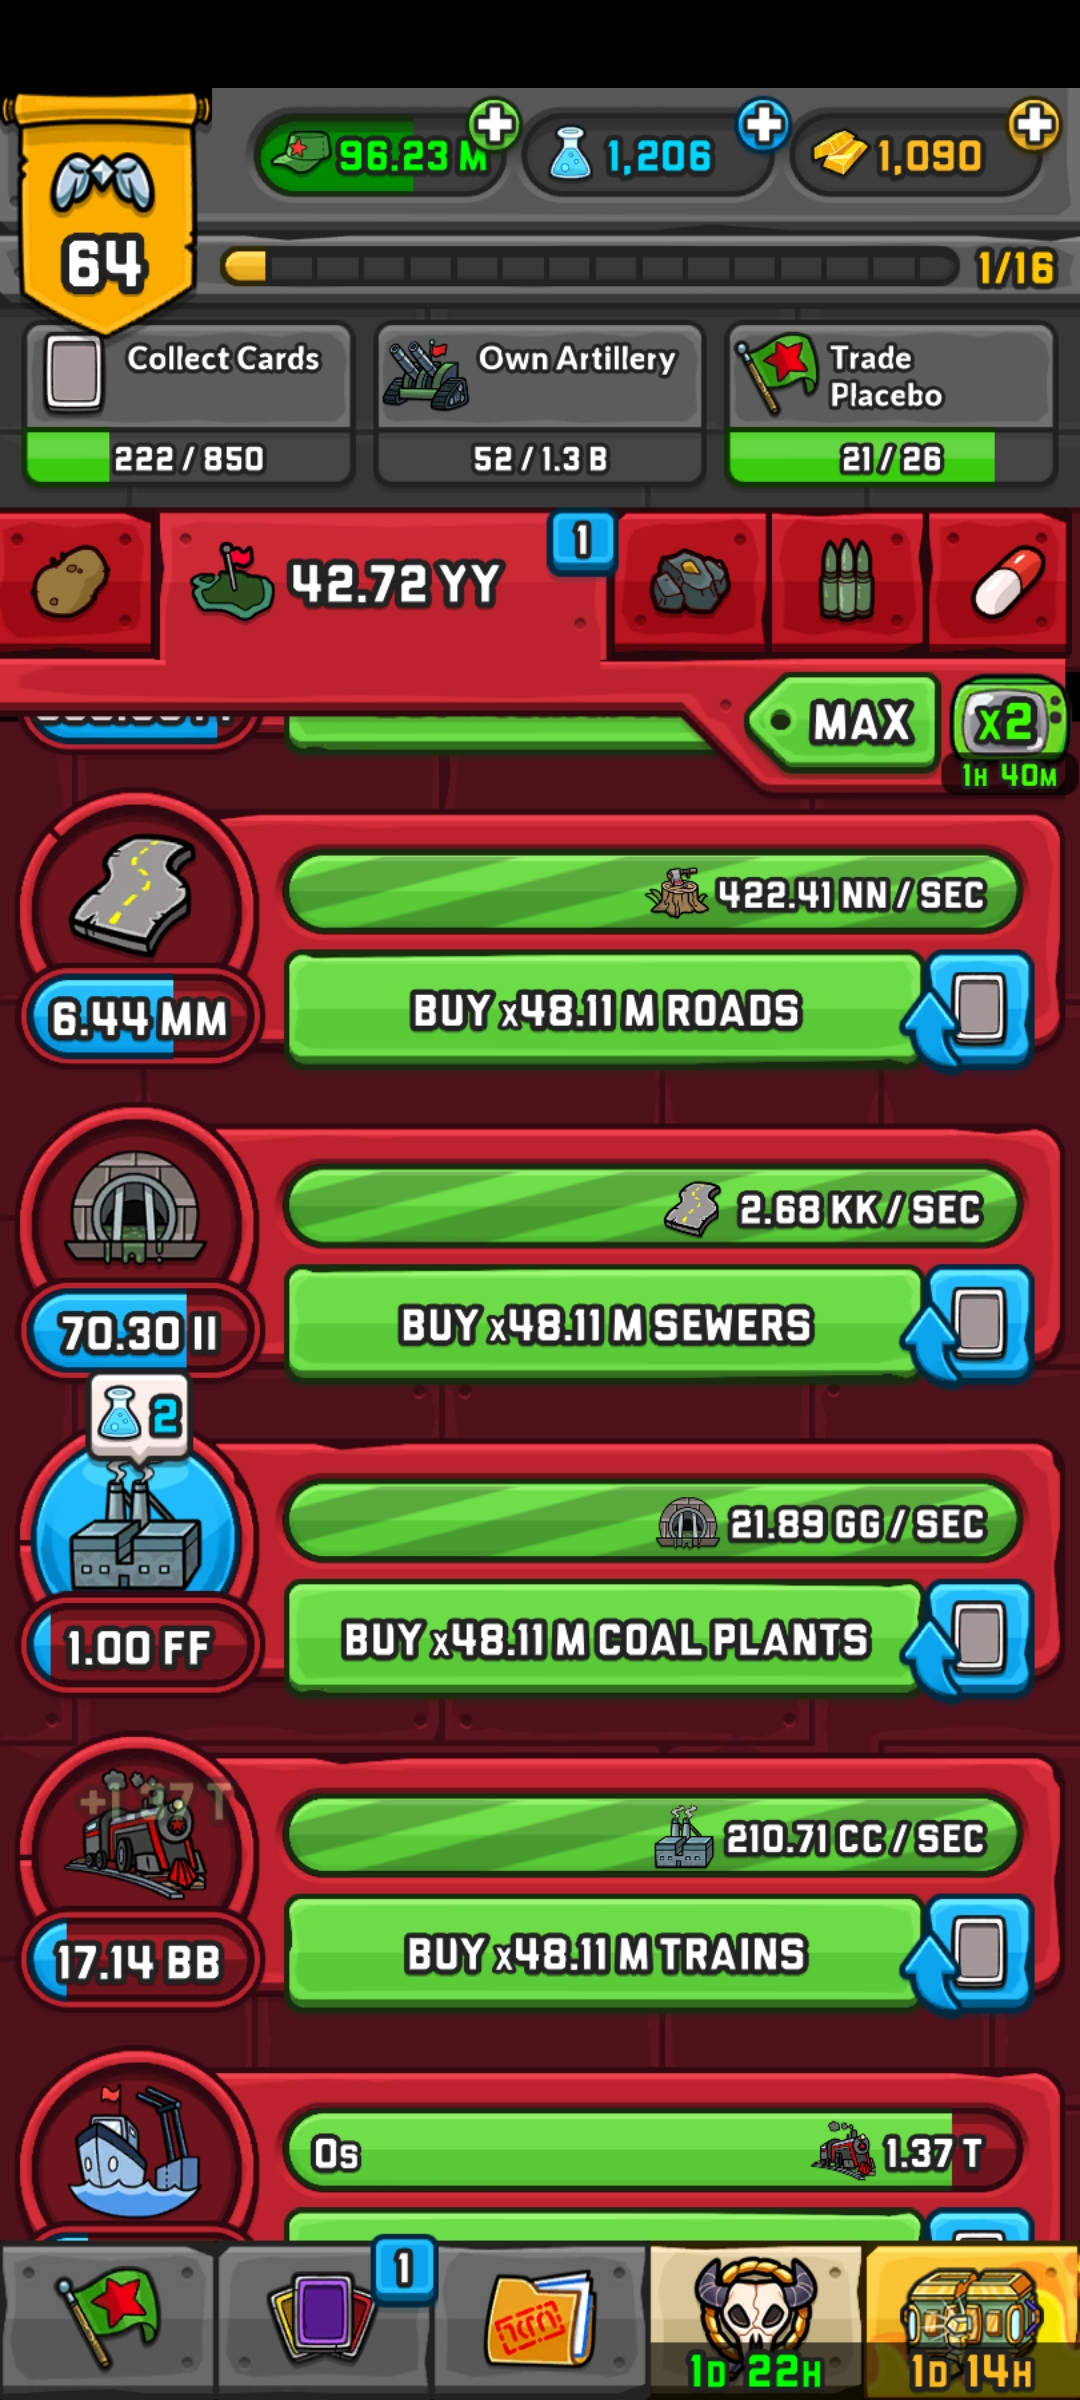 64
96.23 M
1,206
1,090
1/16
Collect Cards
222 / 850
Own Artillery
52 / 1.3 B
Trade
Placebo
21 / 26
42.72 YY
1
MAX
x2
1H 40M
422.41 NN / SEC
BUY x48.11 M ROADS
6.44 MM
2.68 KK / SEC
BUY x48.11 M SEWERS
70.30 II
2
21.89 GG / SEC
BUY x48.11 M COAL PLANTS
1.00 FF
+1.37 T
210.71 CC / SEC
BUY x48.11 M TRAINS
17.14 BB
0s
1.37 T
1
1D 22H
1D 14H